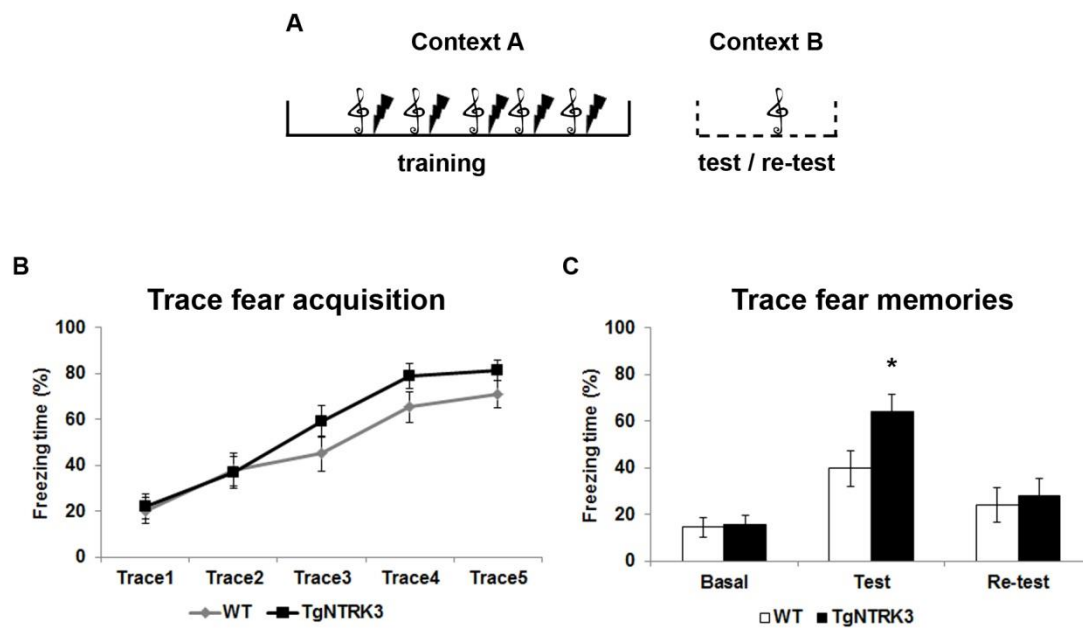 A
Context A
Context B
training
test / re-test
B
Trace fear acquisition
Freezing time (%)
100
80
60
40
20
0
Trace1 Trace2 Trace3 Trace4 Trace5
WT TgNTRK3
C
Trace fear memories
Freezing time (%)
100
80
60
40
20
0
*
Basal Test Re-test
WT TgNTRK3